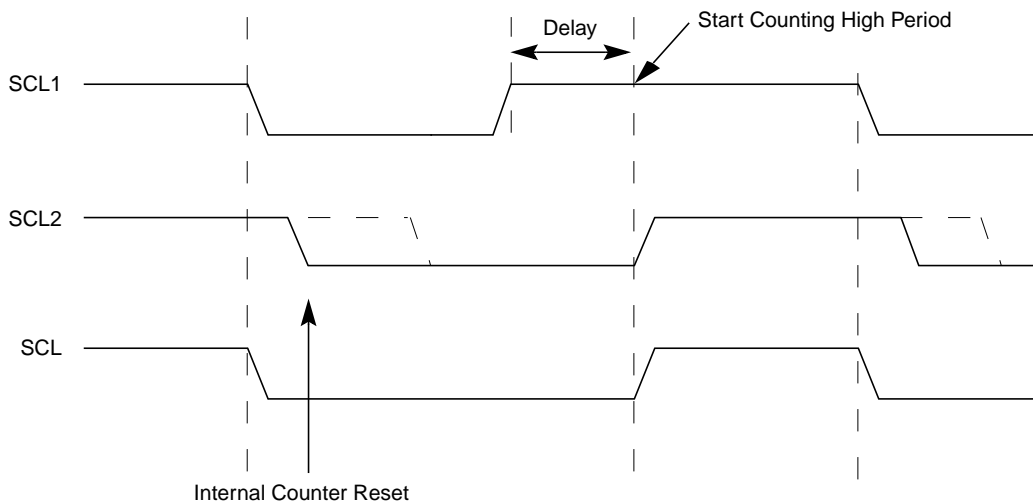 Start Counting High Period
Delay
SCL1
SCL2
SCL
Internal Counter Reset